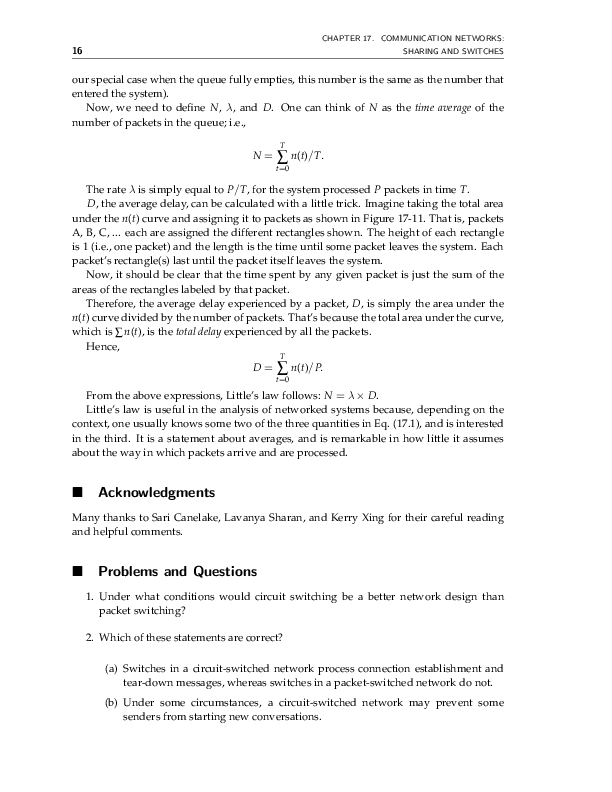 CHAPTER 17. COMMUNICATION NETWORKS:
16 SHARING AND SWITCHES
our special case when the queue fully empties, this number is the same as the number that
entered the system).
Now, we need to define N, λ, and D. One can think of N as the time average of the
number of packets in the queue; i.e.,
N = ∑_{t=0}^{T} n(t)/T.
The rate λ is simply equal to P/T, for the system processed P packets in time T.
D, the average delay, can be calculated with a little trick. Imagine taking the total area
under the n(t) curve and assigning it to packets as shown in Figure 17-11. That is, packets
A, B, C, ... each are assigned the different rectangles shown. The height of each rectangle
is 1 (i.e., one packet) and the length is the time until some packet leaves the system. Each
packet's rectangle(s) last until the packet itself leaves the system.
Now, it should be clear that the time spent by any given packet is just the sum of the
areas of the rectangles labeled by that packet.
Therefore, the average delay experienced by a packet, D, is simply the area under the
n(t) curve divided by the number of packets. That's because the total area under the curve,
which is ∑ n(t), is the total delay experienced by all the packets.
Hence,
D = ∑_{t=0}^{T} n(t)/P.
From the above expressions, Little's law follows: N = λ × D.
Little's law is useful in the analysis of networked systems because, depending on the
context, one usually knows some two of the three quantities in Eq. (17.1), and is interested
in the third. It is a statement about averages, and is remarkable in how little it assumes
about the way in which packets arrive and are processed.
■ Acknowledgments
Many thanks to Sari Canelake, Lavanya Sharan, and Kerry Xing for their careful reading
and helpful comments.
■ Problems and Questions
1. Under what conditions would circuit switching be a better network design than
packet switching?
2. Which of these statements are correct?
(a) Switches in a circuit-switched network process connection establishment and
tear-down messages, whereas switches in a packet-switched network do not.
(b) Under some circumstances, a circuit-switched network may prevent some
senders from starting new conversations.